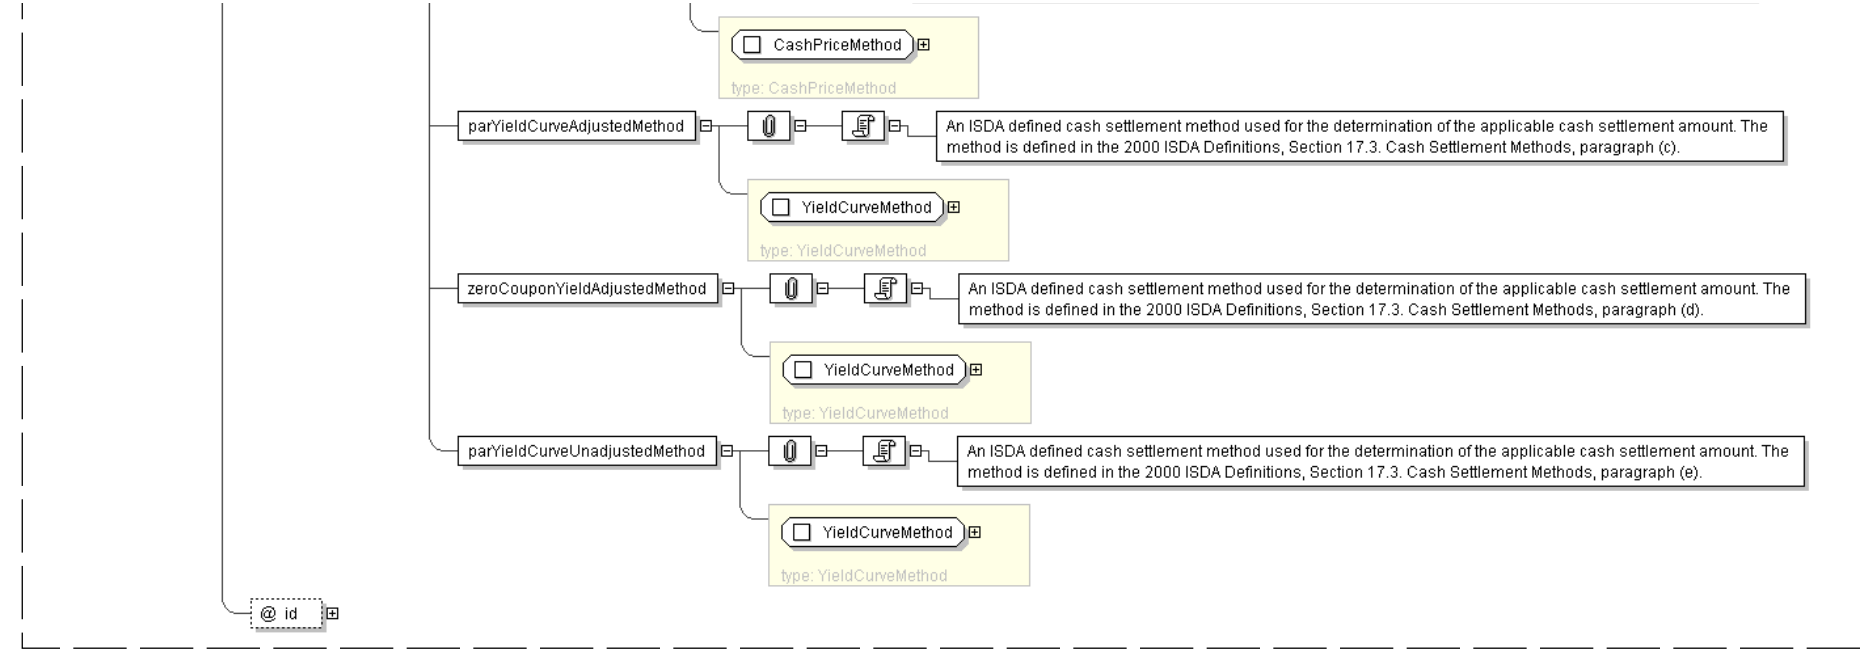 CashPriceMethod
type: CashPriceMethod
parYieldCurveAdjustedMethod
An ISDA defined cash settlement method used for the determination of the applicable cash settlement amount. The
method is defined in the 2000 ISDA Definitions, Section 17.3. Cash Settlement Methods, paragraph (c).
YieldCurveMethod
type: YieldCurveMethod
zeroCouponYieldAdjustedMethod
An ISDA defined cash settlement method used for the determination of the applicable cash settlement amount. The
method is defined in the 2000 ISDA Definitions, Section 17.3. Cash Settlement Methods, paragraph (d).
YieldCurveMethod
type: YieldCurveMethod
parYieldCurveUnadjustedMethod
An ISDA defined cash settlement method used for the determination of the applicable cash settlement amount. The
method is defined in the 2000 ISDA Definitions, Section 17.3. Cash Settlement Methods, paragraph (e).
YieldCurveMethod
type: YieldCurveMethod
@ id